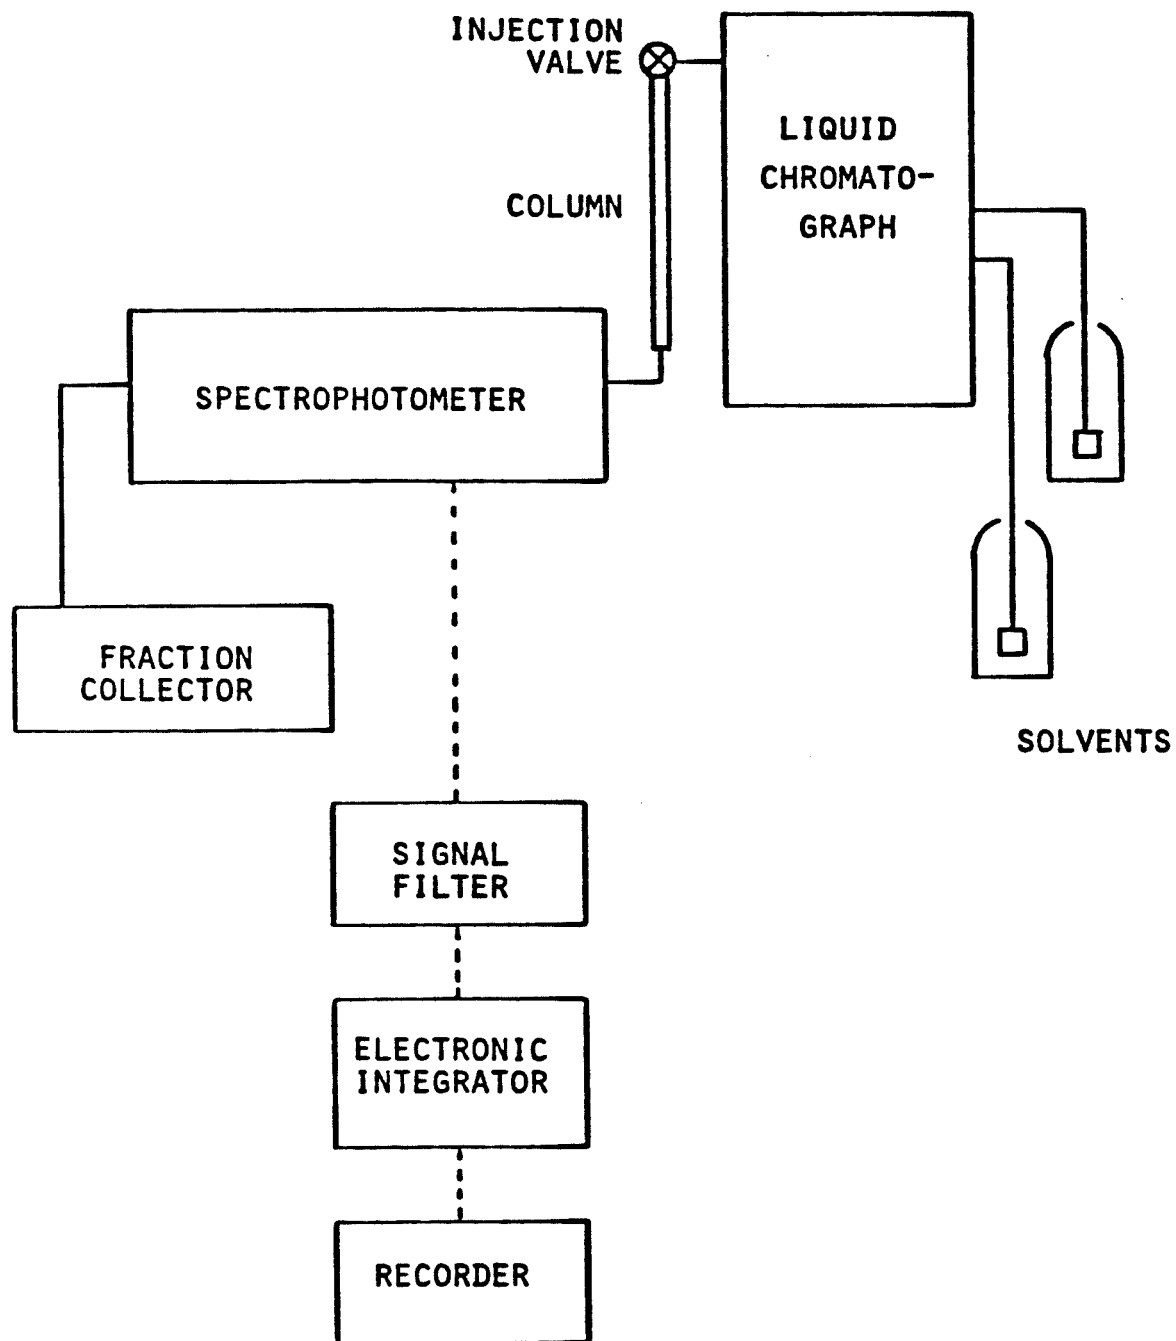 INJECTION
VALVE
LIQUID
CHROMATO-
GRAPH
COLUMN
SPECTROPHOTOMETER
FRACTION
COLLECTOR
SOLVENTS
SIGNAL
FILTER
ELECTRONIC
INTEGRATOR
RECORDER